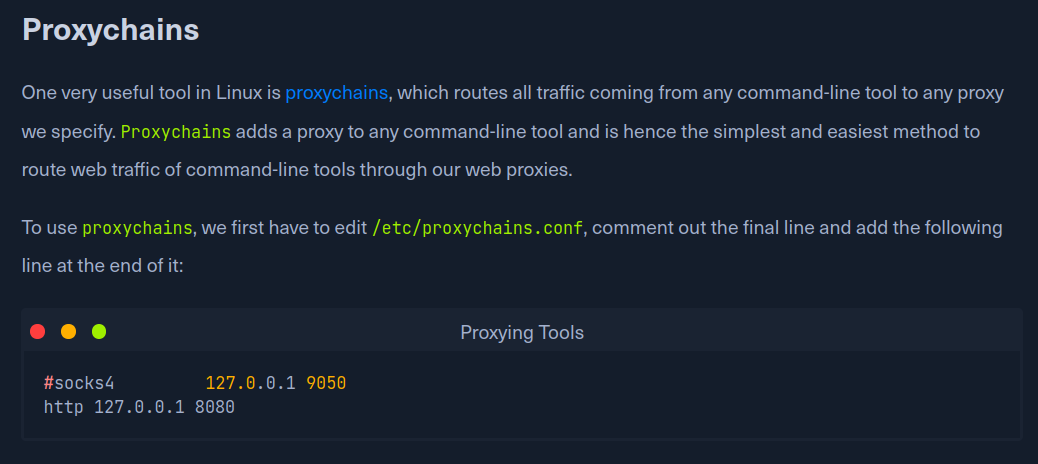 Proxychains
One very useful tool in Linux is proxychains, which routes all traffic coming from any command-line tool to any proxy
we specify. Proxychains adds a proxy to any command-line tool and is hence the simplest and easiest method to
route web traffic of command-line tools through our web proxies.
To use proxychains, we first have to edit /etc/proxychains.conf, comment out the final line and add the following
line at the end of it:
Proxying Tools
#socks4         127.0.0.1 9050
http 127.0.0.1 8080